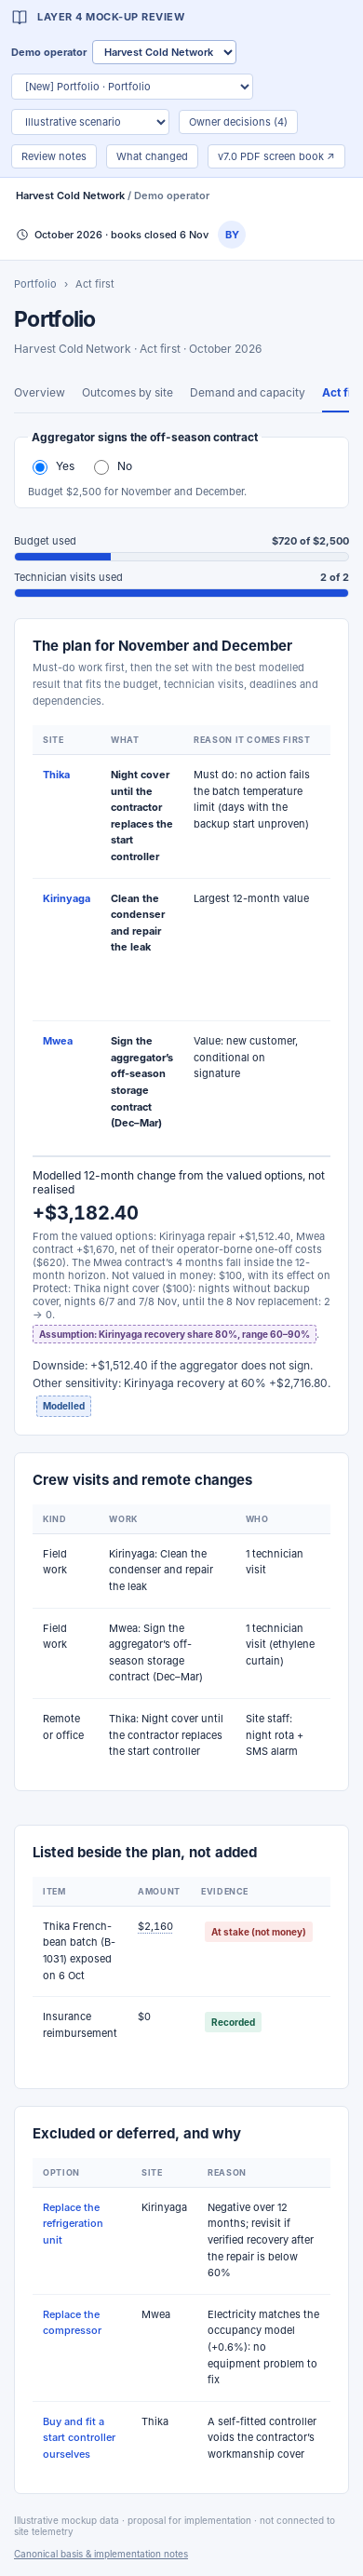 LAYER 4 MOCK-UP REVIEW
Demo operator Harvest Cold Network
[New] Portfolio · Portfolio
Illustrative scenario Owner decisions (4)
Review notes What changed v7.0 PDF screen book ↗
Harvest Cold Network / Demo operator
October 2026 · books closed 6 Nov BY
Portfolio › Act first
Portfolio
Harvest Cold Network · Act first · October 2026
Overview Outcomes by site Demand and capacity Act fi
Aggregator signs the off-season contract
Yes No
Budget $2,500 for November and December.
Budget used $720 of $2,500
Technician visits used 2 of 2
The plan for November and December
Must-do work first, then the set with the best modelled
result that fits the budget, technician visits, deadlines and
dependencies.
SITE WHAT REASON IT COMES FIRST
Thika Night cover Must do: no action fails
until the the batch temperature
contractor limit (days with the
replaces the backup start unproven)
start
controller
Kirinyaga Clean the Largest 12-month value
condenser
and repair
the leak
Mwea Sign the Value: new customer,
aggregator's conditional on
off-season signature
storage
contract
(Dec–Mar)
Modelled 12-month change from the valued options, not
realised
+$3,182.40
From the valued options: Kirinyaga repair +$1,512.40, Mwea
contract +$1,670, net of their operator-borne one-off costs
($620). The Mwea contract's 4 months fall inside the 12-
month horizon. Not valued in money: $100, with its effect on
Protect: Thika night cover ($100): nights without backup
cover, nights 6/7 and 7/8 Nov, until the 8 Nov replacement: 2
→ 0.
Assumption: Kirinyaga recovery share 80%, range 60–90% .
Downside: +$1,512.40 if the aggregator does not sign.
Other sensitivity: Kirinyaga recovery at 60% +$2,716.80.
Modelled
Crew visits and remote changes
KIND WORK WHO
Field Kirinyaga: Clean the 1 technician
work condenser and repair visit
the leak
Field Mwea: Sign the 1 technician
work aggregator's off- visit (ethylene
season storage curtain)
contract (Dec–Mar)
Remote Thika: Night cover until Site staff:
or office the contractor replaces night rota +
the start controller SMS alarm
Listed beside the plan, not added
ITEM AMOUNT EVIDENCE
Thika French- $2,160 At stake (not money)
bean batch (B-
1031) exposed
on 6 Oct
Insurance $0 Recorded
reimbursement
Excluded or deferred, and why
OPTION SITE REASON
Replace the Kirinyaga Negative over 12
refrigeration months; revisit if
unit verified recovery after
the repair is below
60%
Replace the Mwea Electricity matches the
compressor occupancy model
(+0.6%): no
equipment problem to
fix
Buy and fit a Thika A self-fitted controller
start controller voids the contractor's
ourselves workmanship cover
Illustrative mockup data · proposal for implementation · not connected to
site telemetry
Canonical basis & implementation notes